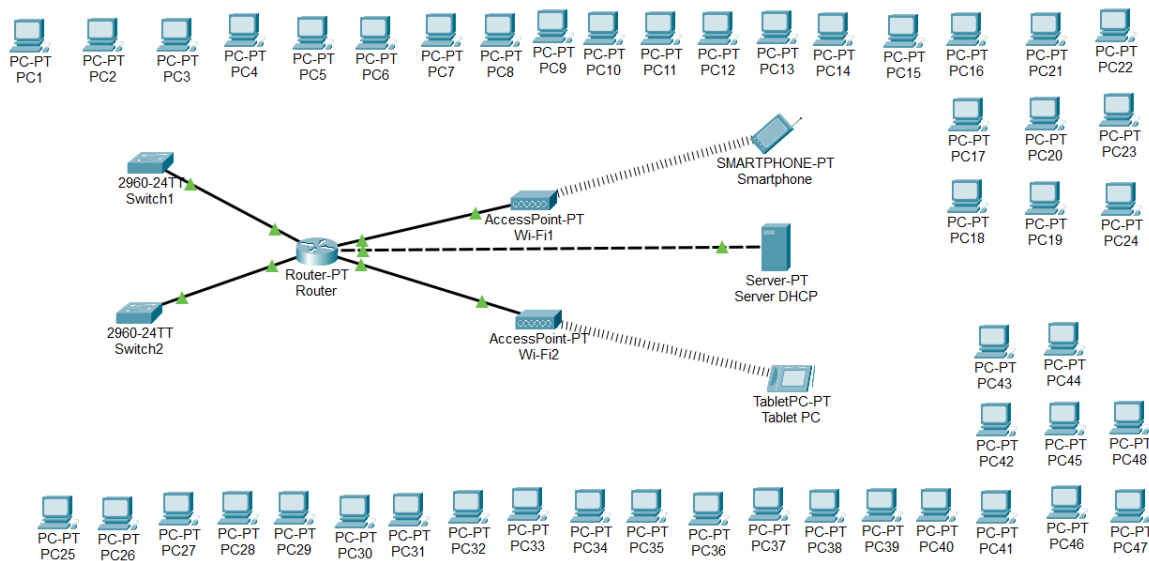 PC-PT
PC1
PC-PT
PC2
PC-PT
PC3
PC-PT
PC4
PC-PT
PC5
PC-PT
PC6
PC-PT
PC7
PC-PT
PC8
PC-PT
PC9
PC-PT
PC10
PC-PT
PC11
PC-PT
PC12
PC-PT
PC13
PC-PT
PC14
PC-PT
PC15
PC-PT
PC16
PC-PT
PC21
PC-PT
PC22
PC-PT
PC17
PC-PT
PC20
PC-PT
PC23
PC-PT
PC18
PC-PT
PC19
PC-PT
PC24
2960-24TT
Switch1
SMARTPHONE-PT
Smartphone
AccessPoint-PT
Wi-Fi1
Router-PT
Router
Server-PT
Server DHCP
2960-24TT
Switch2
AccessPoint-PT
Wi-Fi2
TabletPC-PT
Tablet PC
PC-PT
PC43
PC-PT
PC44
PC-PT
PC42
PC-PT
PC45
PC-PT
PC48
PC-PT
PC25
PC-PT
PC26
PC-PT
PC27
PC-PT
PC28
PC-PT
PC29
PC-PT
PC30
PC-PT
PC31
PC-PT
PC32
PC-PT
PC33
PC-PT
PC34
PC-PT
PC35
PC-PT
PC36
PC-PT
PC37
PC-PT
PC38
PC-PT
PC39
PC-PT
PC40
PC-PT
PC41
PC-PT
PC46
PC-PT
PC47